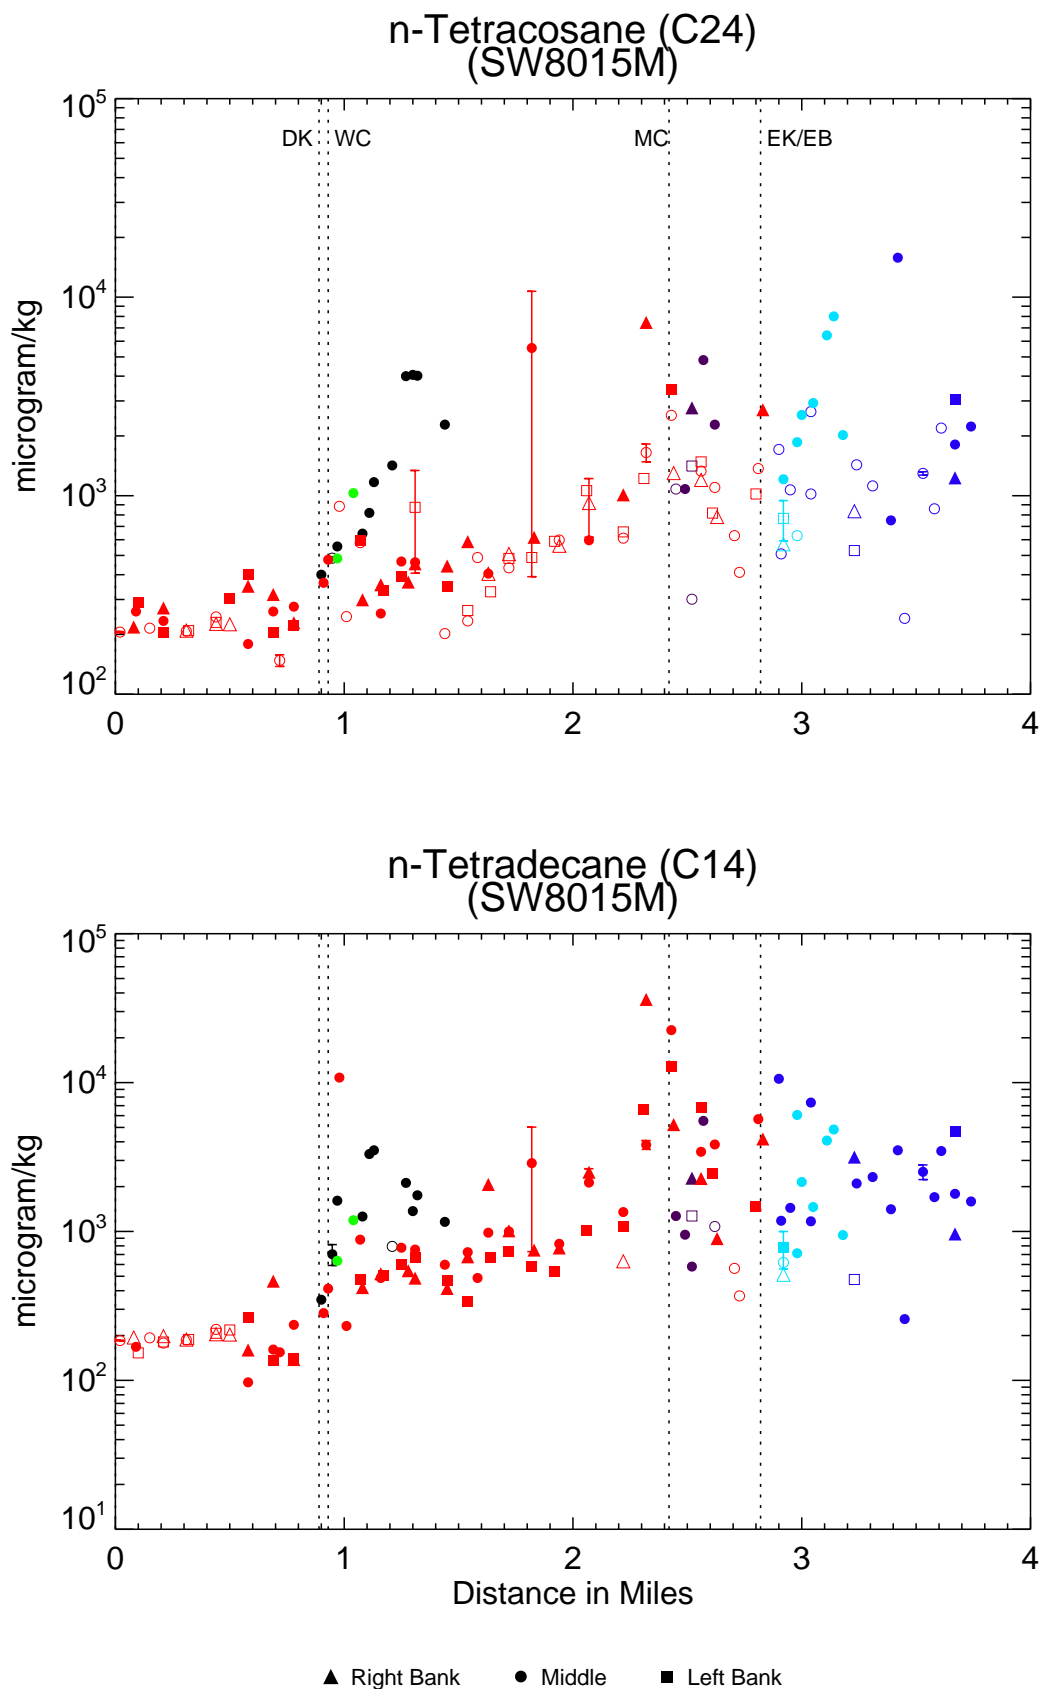 n-Tetracosane (C24)
(SW8015M)
10^5
DK WC MC EK/EB
10^4
microgram/kg
10^3
10^2
0 1 2 3 4
n-Tetradecane (C14)
(SW8015M)
10^5
10^4
microgram/kg
10^3
10^2
10^1
0 1 2 3 4
Distance in Miles
Right Bank Middle Left Bank